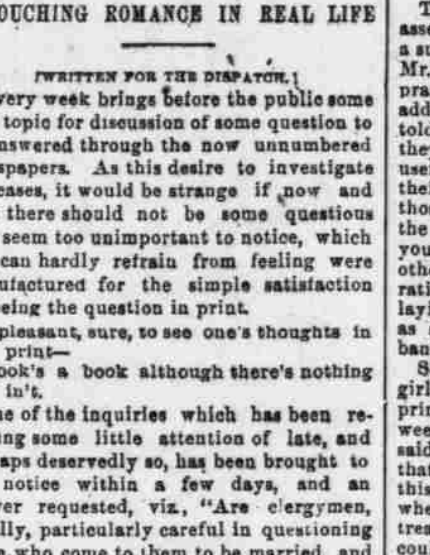 OUCHING ROMANCE IN REAL LIFE
[WRITTEN FOR THE DISPATCH.]
very week brings before the public some
topic for discussion of some question to
nswered through the now unnumbered
spapers. As this desire to investigate
eases, it would be strange if now and
there should not be some questions
seem too unimportant to notice, which
can hardly refrain from feeling were
ufactured for the simple satisfaction
eeing the question in print.
pleasant, sure, to see one's thoughts in
print—
ook's a book although there's nothing
in't.
ne of the inquiries which has been re-
ing some little attention of late, and
aps deservedly so, has been brought to
notice within a few days, and an
er requested, viz., "Are clergymen,
lly, particularly careful in questioning
who come to them to be married, and
T
asse
a su
Mr.
pra
add
told
they
user
thei
thos
the
you
othe
rati
layi
as
ban
S
girl
prin
wee
said
that
this
whe
tres
cou